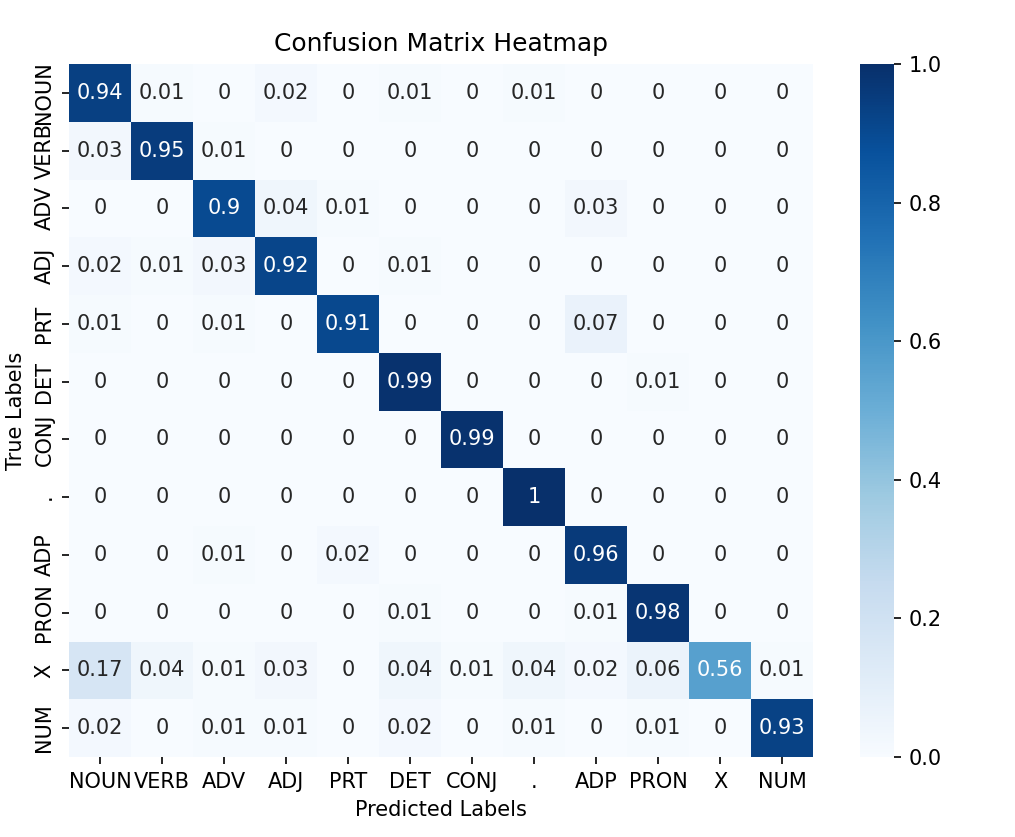 Confusion Matrix Heatmap
NOUN 0.94 0.01 0 0.02 0 0.01 0 0.01 0 0 0 0
VERB 0.03 0.95 0.01 0 0 0 0 0 0 0 0 0
ADV 0 0 0.9 0.04 0.01 0 0 0 0.03 0 0 0
ADJ 0.02 0.01 0.03 0.92 0 0.01 0 0 0 0 0 0
PRT 0.01 0 0.01 0 0.91 0 0 0 0.07 0 0 0
DET 0 0 0 0 0 0.99 0 0 0 0.01 0 0
CONJ 0 0 0 0 0 0 0.99 0 0 0 0 0
. 0 0 0 0 0 0 0 1 0 0 0 0
ADP 0 0 0.01 0 0.02 0 0 0 0.96 0 0 0
PRON 0 0 0 0 0 0.01 0 0 0.01 0.98 0 0
X 0.17 0.04 0.01 0.03 0 0.04 0.01 0.04 0.02 0.06 0.56 0.01
NUM 0.02 0 0.01 0.01 0 0.02 0 0.01 0 0.01 0 0.93
NOUN VERB ADV ADJ PRT DET CONJ . ADP PRON X NUM
Predicted Labels
True Labels
1.0
0.8
0.6
0.4
0.2
0.0